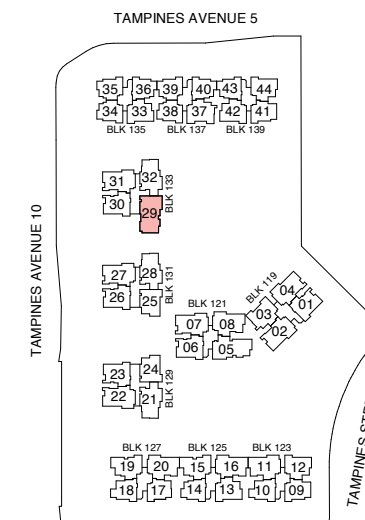 TAMPINES AVENUE 5
35 36 39 40 43 44
34 33 38 37 42 41
BLK 135 BLK 137 BLK 139
31 32
30 29
BLK 133
TAMPINES AVENUE 10
27 28
26 25
BLK 131
BLK 119
04
03 01
02
BLK 121
07 08
06 05
23 24
22 21
BLK 129
BLK 127 BLK 125 BLK 123
19 20 15 16 11 12
18 17 14 13 10 09
TAMPINES